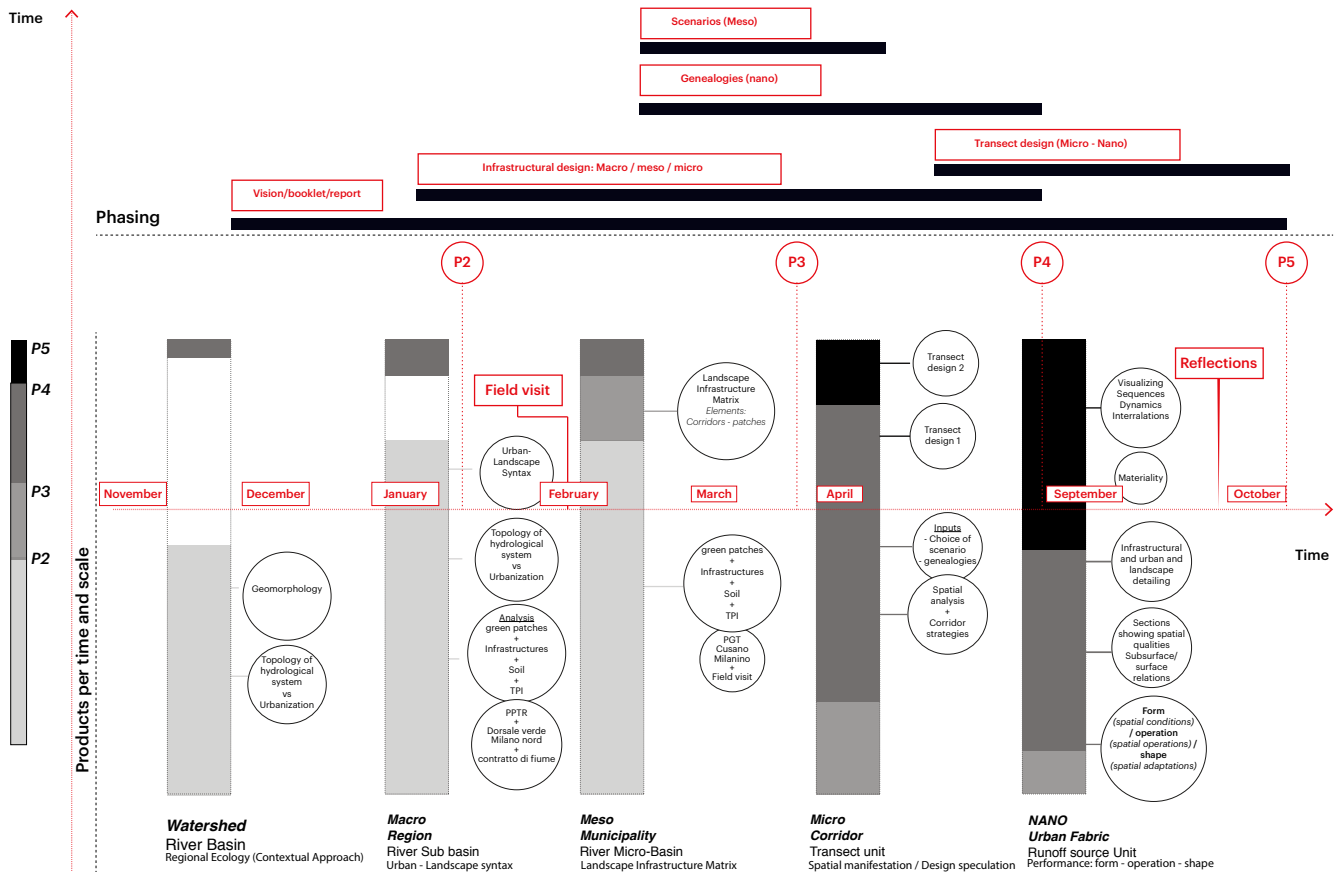 Time
Scenarios (Meso)
Genealogies (nano)
Transect design (Micro - Nano)
Infrastructural design: Macro / meso / micro
Vision/booklet/report
Phasing
P2
P3
P4
P5
P5
P4
P3
P2
Products per time and scale
Field visit
Reflections
November
December
January
February
March
April
September
October
Time
Geomorphology
Topology of
hydrological
system
vs
Urbanization
Urban-
Landscape
Syntax
Topology of
hydrological
system
vs
Urbanization
Analysis
green patches
+
Infrastructures
+
Soil
+
TPI
PPTR
+
Dorsale verde
Milano nord
+
contratto di fiume
Landscape
Infrastructure
Matrix
Elements:
Corridors - patches
green patches
+
Infrastructures
+
Soil
+
TPI
PGT
Cusano
Milanino
+
Field visit
Transect
design 2
Transect
design 1
Inputs
- Choice of
scenario
- genealogies
Spatial
analysis
+
Corridor
strategies
Visualizing
Sequences
Dynamics
Interralations
Materiality
Infrastructural
and urban and
landscape
detailing
Sections
showing spatial
qualities
Subsurface/
surface
relations
Form
(spatial conditions)
/ operation
(spatial operations) /
shape
(spatial adaptations)
Watershed
River Basin
Regional Ecology (Contextual Approach)
Macro
Region
River Sub basin
Urban - Landscape syntax
Meso
Municipality
River Micro-Basin
Landscape Infrastructure Matrix
Micro
Corridor
Transect unit
Spatial manifestation / Design speculation
NANO
Urban Fabric
Runoff source Unit
Performance: form - operation - shape